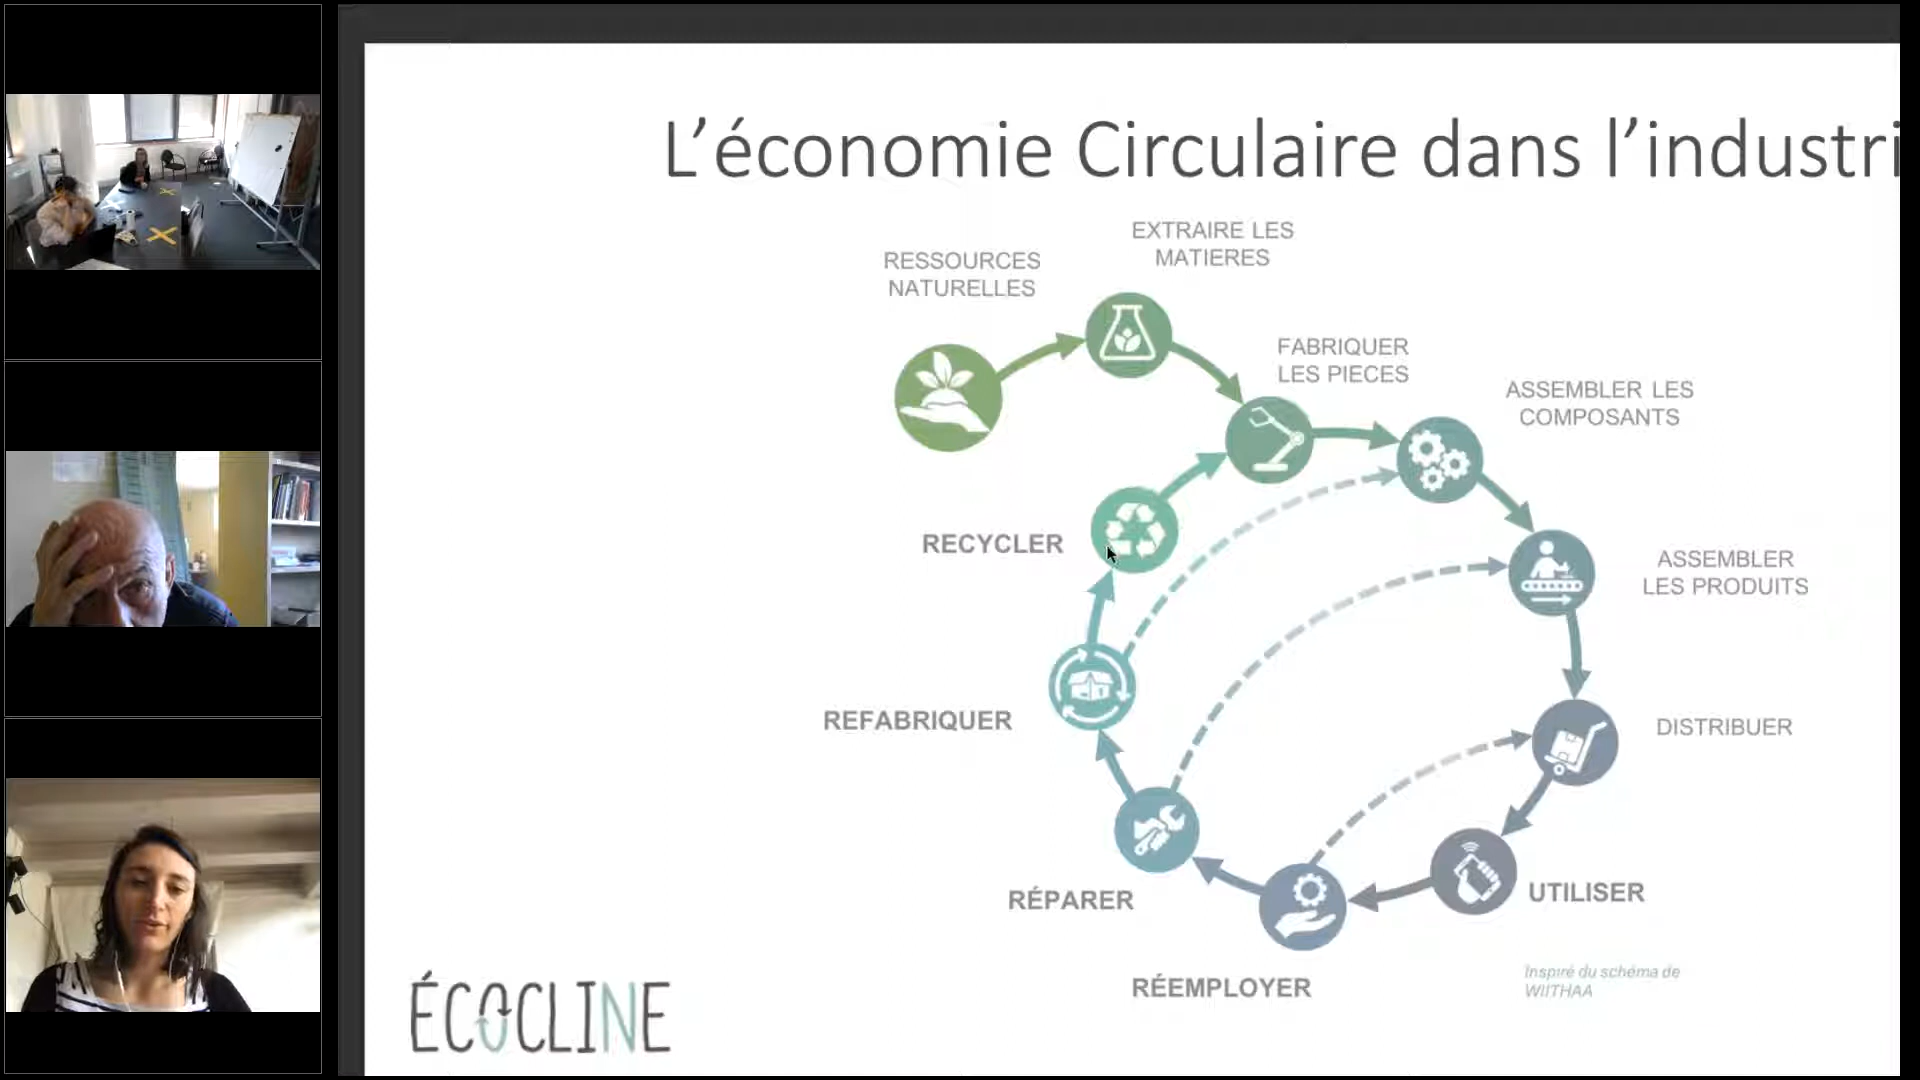 L’économie Circulaire dans l’industri
EXTRAIRE LES
MATIERES
RESSOURCES
NATURELLES
FABRIQUER
LES PIECES
ASSEMBLER LES
COMPOSANTS
RECYCLER
ASSEMBLER
LES PRODUITS
REFABRIQUER
DISTRIBUER
RÉPARER
UTILISER
RÉEMPLOYER
Inspiré du schéma de
WIITHAA
ÉCOCLINE